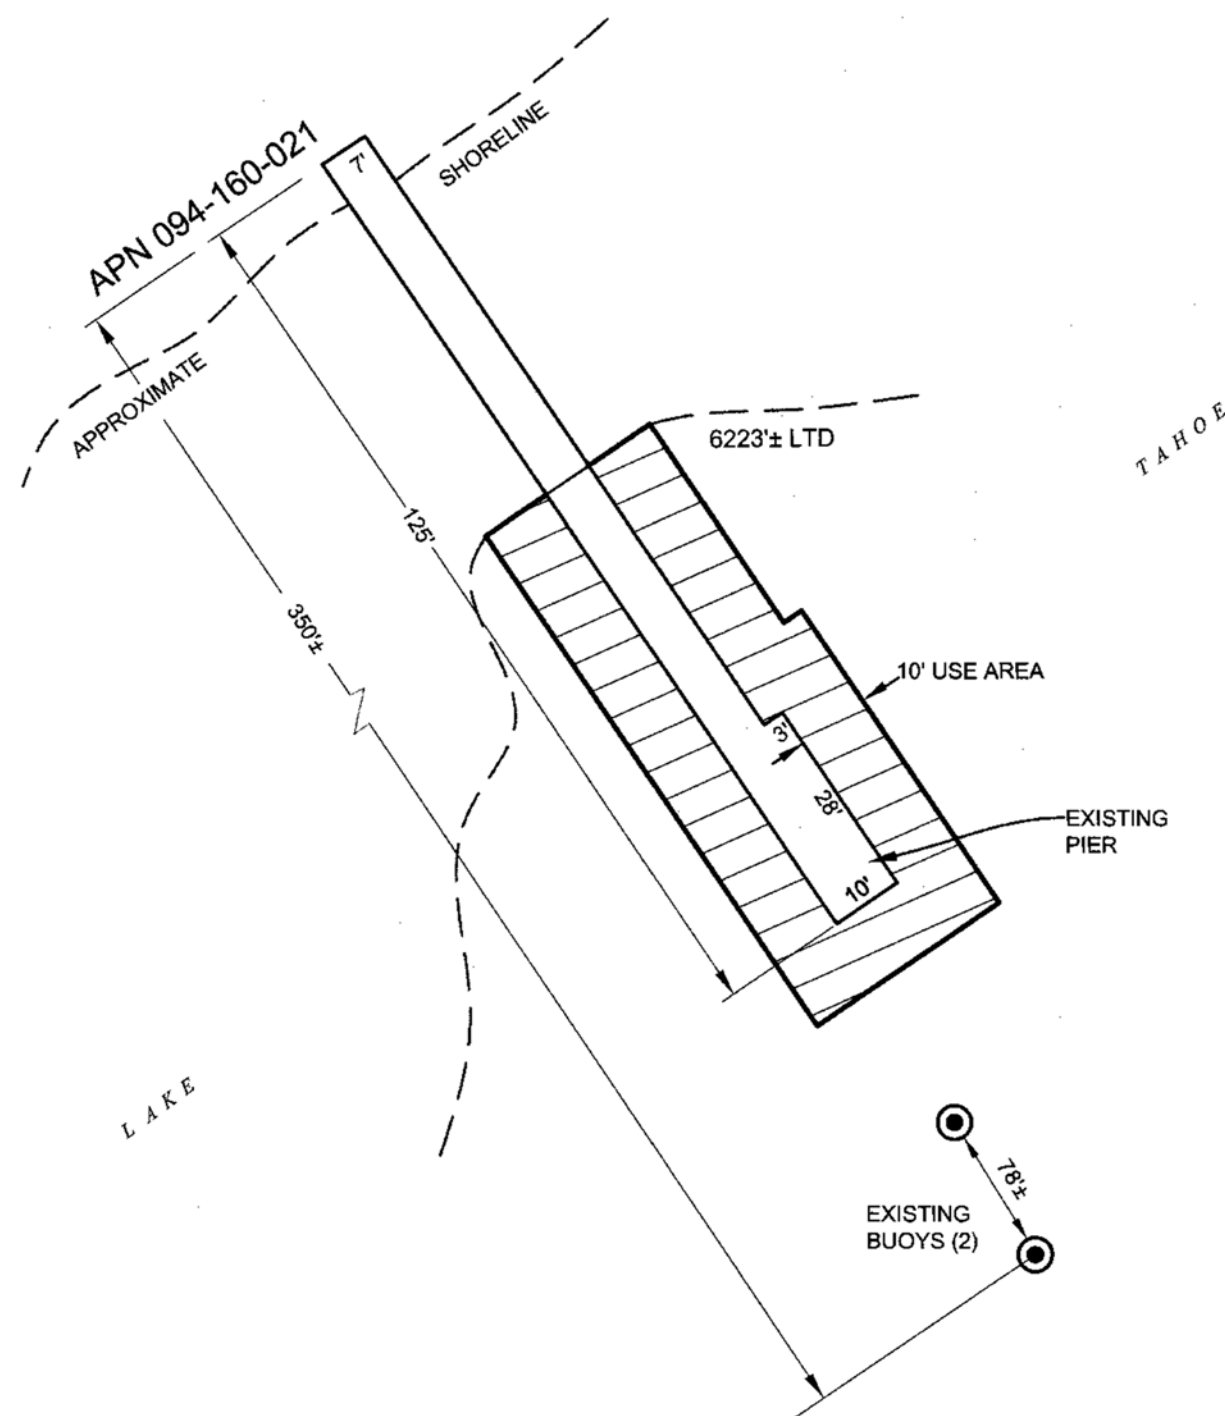 APN 094-160-021
7'
SHORELINE
APPROXIMATE
6223'± LTD
TAHOE
125'
350'±
10' USE AREA
3'
28'
EXISTING
PIER
10'
LAKE
78'±
EXISTING
BUOYS (2)